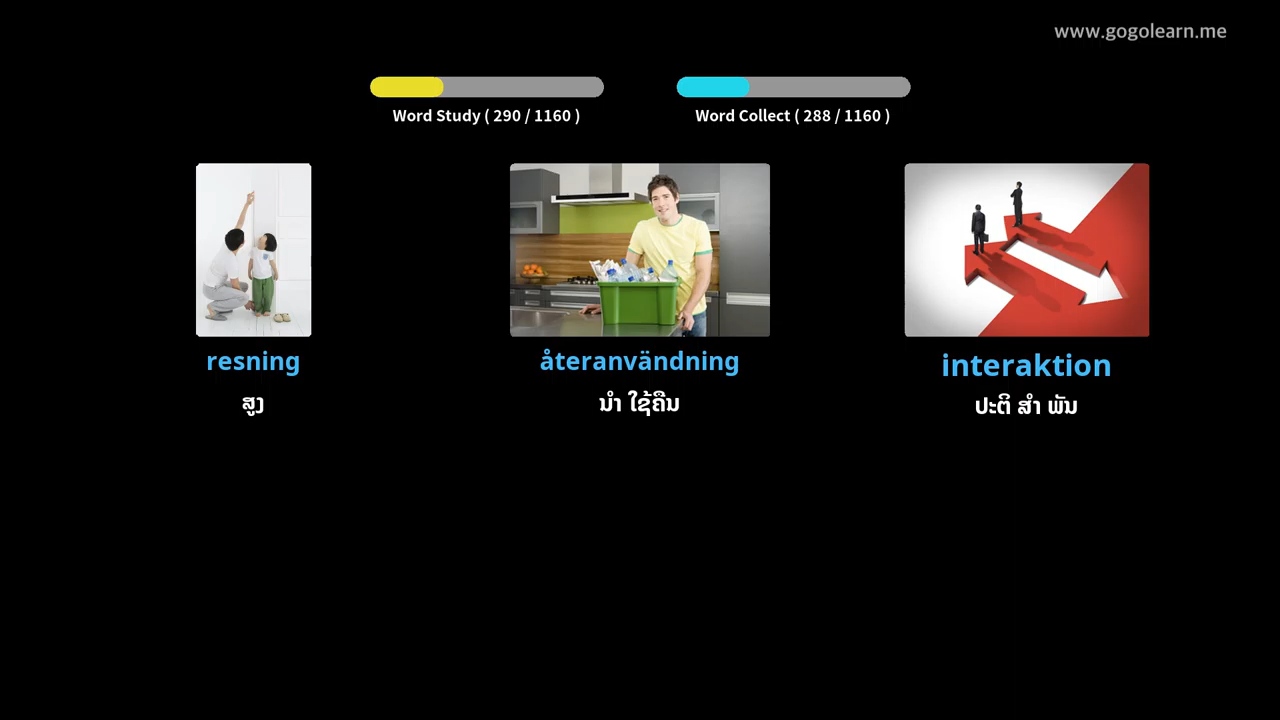 www.gogolearn.me
Word Study ( 290 / 1160 )
Word Collect ( 288 / 1160 )
resning
återanvändning
interaktion
ສູງ
ນຳ ໃຊ້ຄືນ
ປະຕິ ສຳ ພັນ